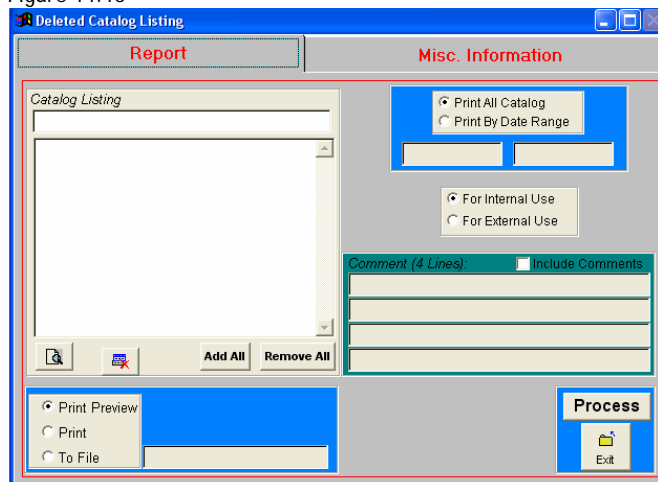 Deleted Catalog Listing
Report
Misc. Information
Catalog Listing
Print All Catalog
Print By Date Range
For Internal Use
For External Use
Comment (4 Lines):
Include Comments
Add All
Remove All
Print Preview
Print
To File
Process
Exit